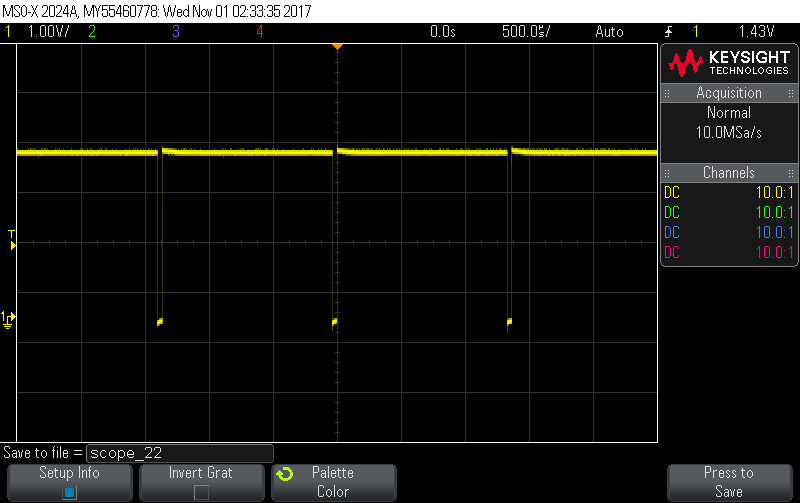 MSO-X 2024A, MY55460778: Wed Nov 01 02:33:35 2017
1 1.00V/ 2 3 4 0.0s 500.0µs/ Auto 1 1.43V
KEYSIGHT
TECHNOLOGIES
Acquisition
Normal
10.0MSa/s
Channels
DC 10.0:1
DC 10.0:1
DC 10.0:1
DC 10.0:1
T
1
Save to file = scope_22
Setup Info
Invert Grat
Palette
Color
Press to
Save